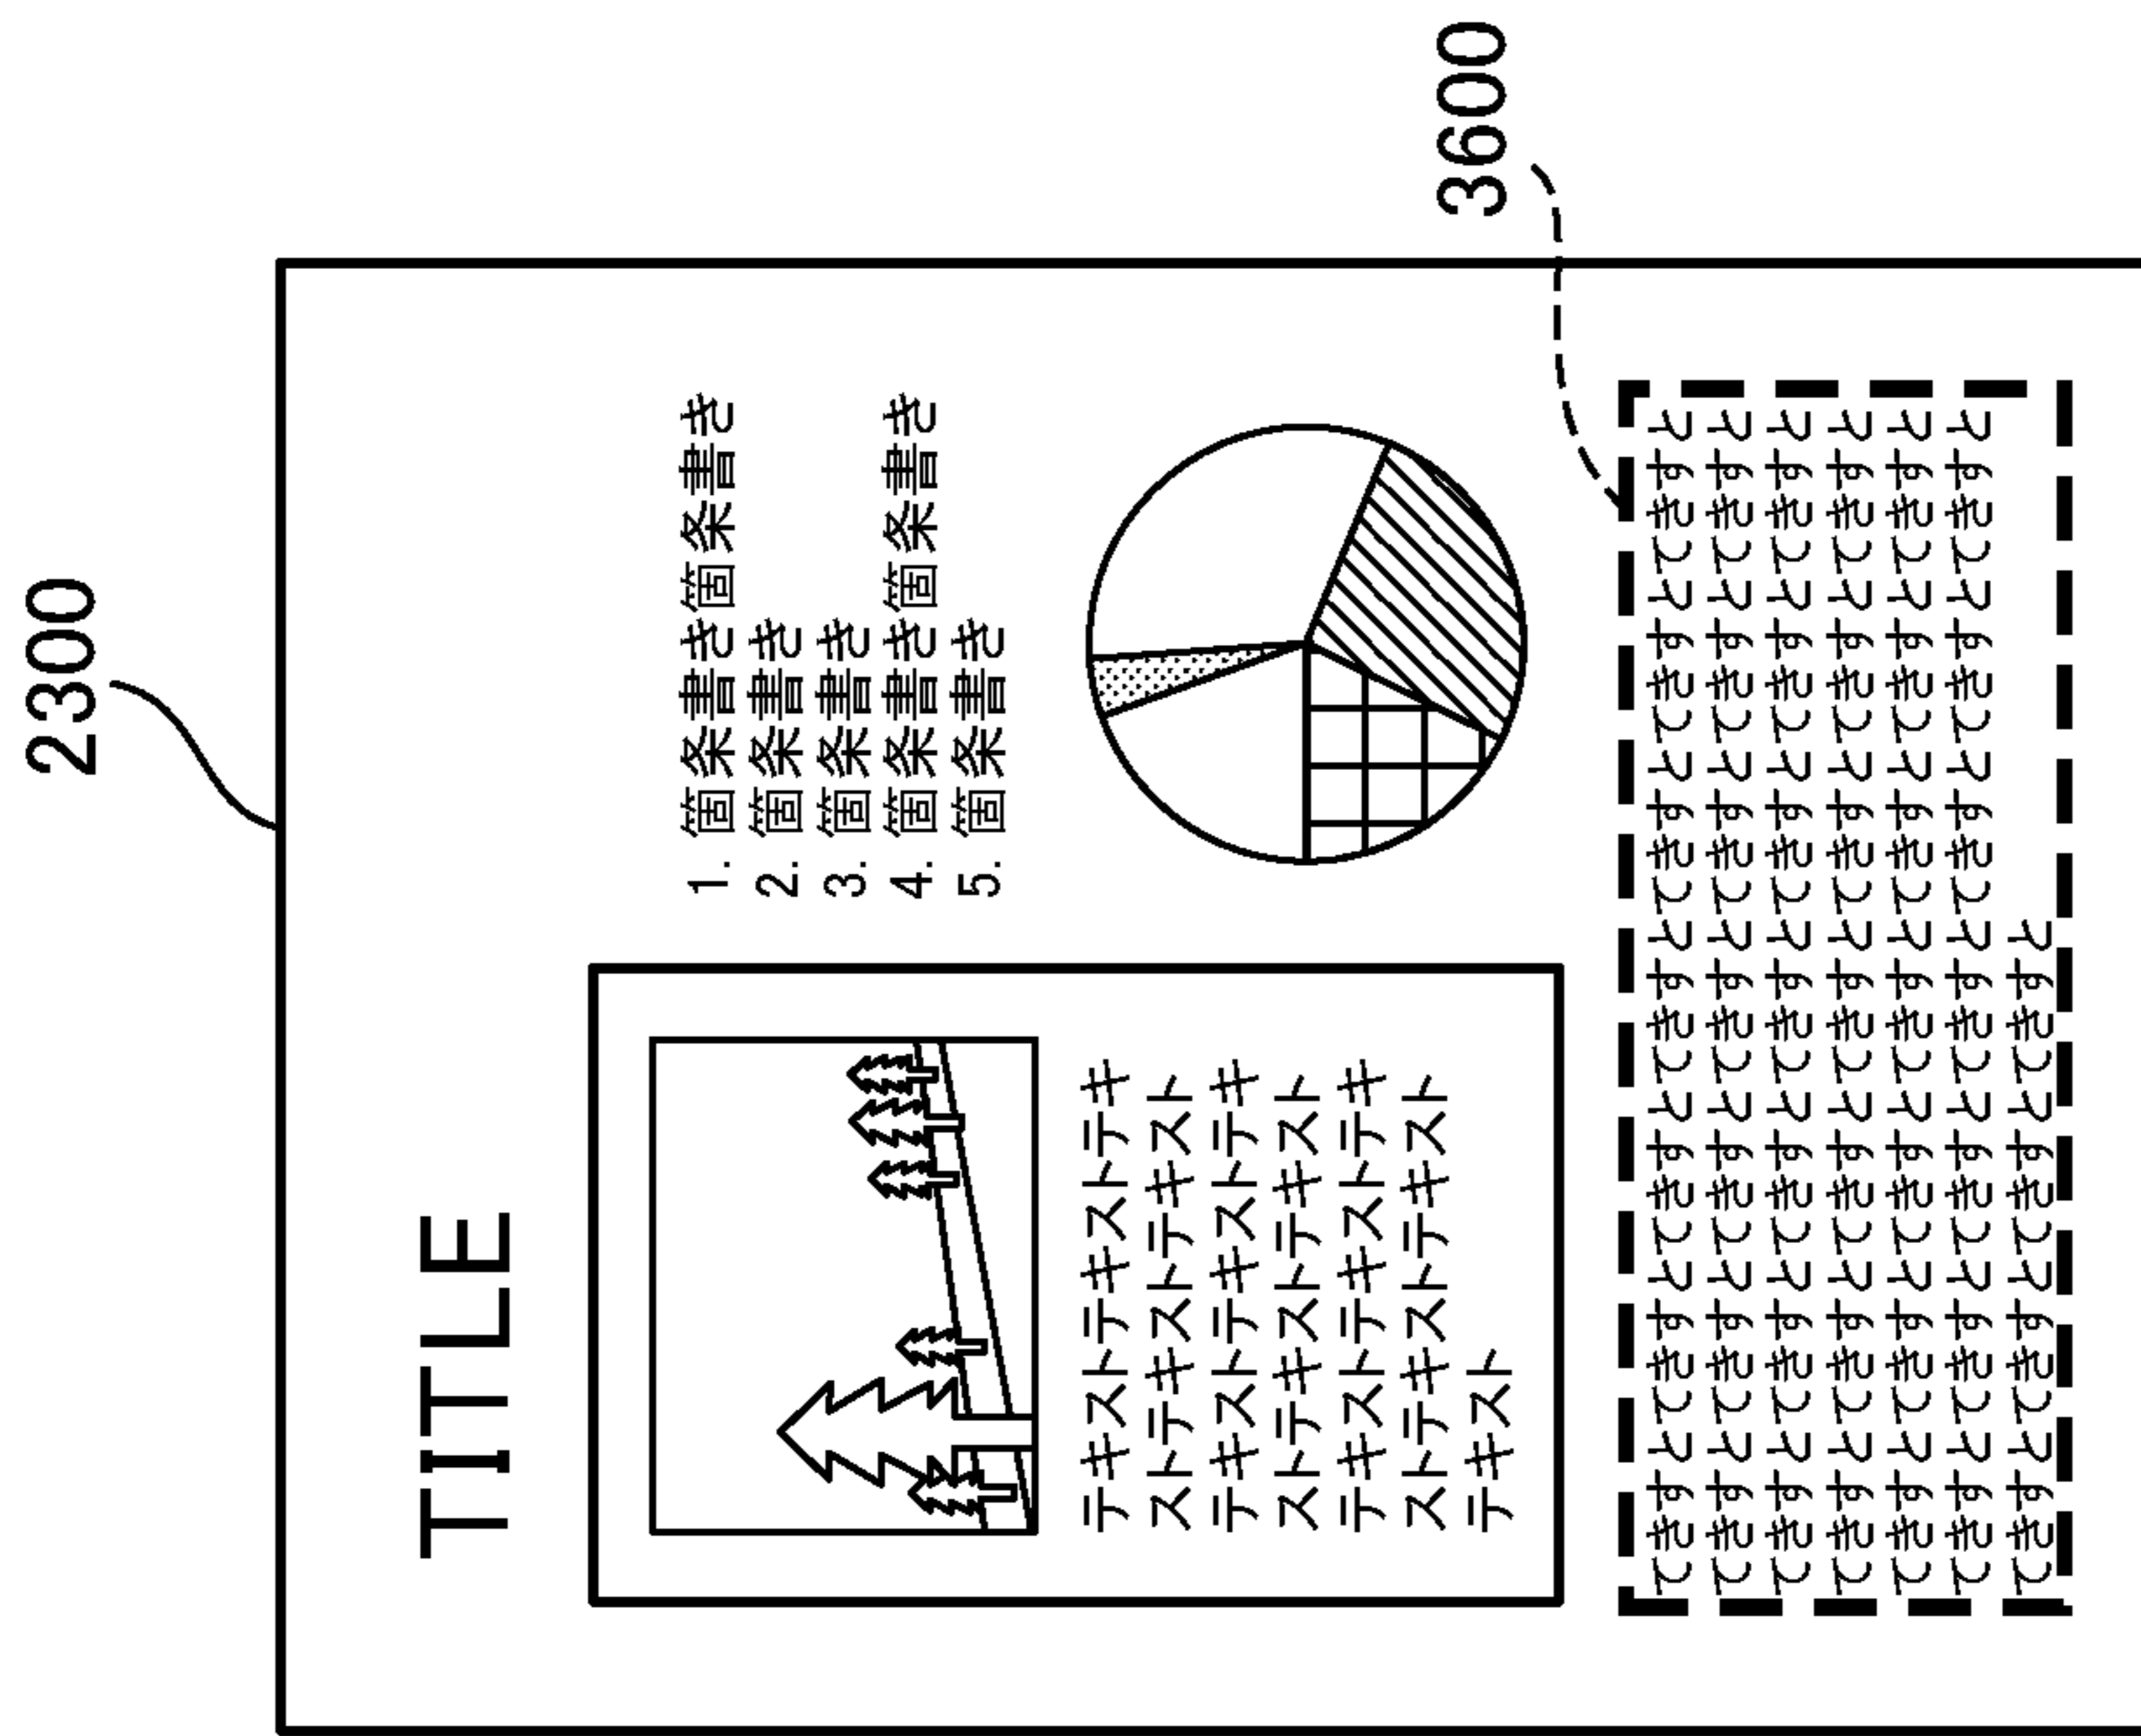 2300
TITLE
テキストテキストテキ
ストテキストテキスト
テキストテキストテキ
ストテキストテキスト
テキストテキストテキ
ストテキストテキスト
テキスト
1. 箇条書き箇条書き
2. 箇条書き
3. 箇条書き
4. 箇条書き箇条書き
5. 箇条書き
3600
てきすとてきすとてきすとてきすとてきすとてきすとてきすと
てきすとてきすとてきすとてきすとてきすとてきすとてきすと
てきすとてきすとてきすとてきすとてきすとてきすとてきすと
てきすとてきすとてきすとてきすとてきすとてきすとてきすと
てきすとてきすとてきすとてきすとてきすとてきすとてきすと
てきすとてきすとてきすとてきすとてきすとてきすとてきすと
てきすとてきすとてきすとてきすと